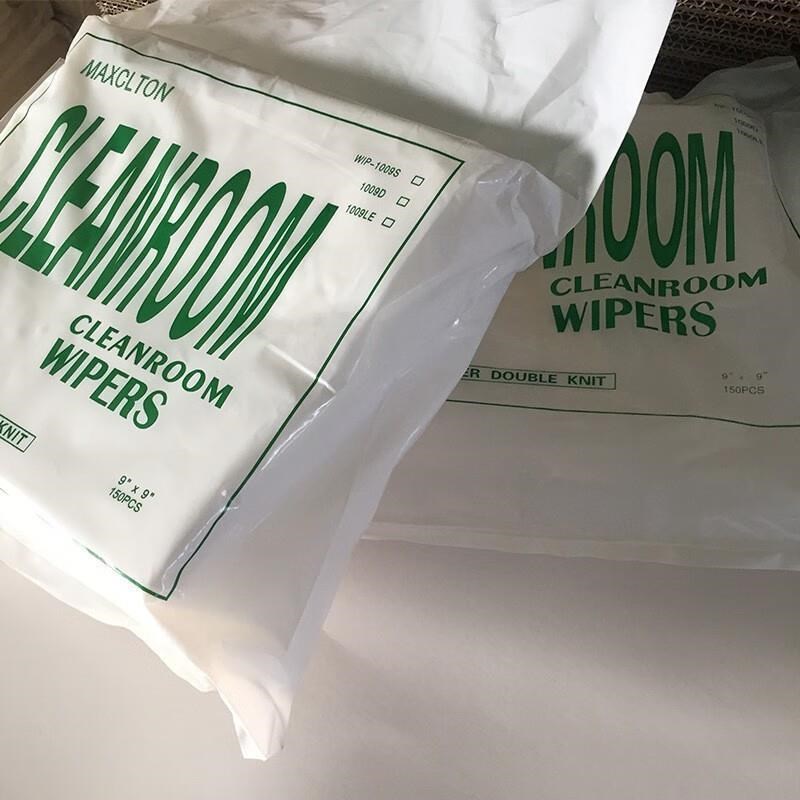 MAXCLTON
CLEANROOM
WIP-1009S
1009D
1009LE
CLEANROOM
WIPERS
KNIT
9" x 9"
150PCS
ROOM
CLEANROOM
WIPERS
ER DOUBLE KNIT
9" x 9"
150PCS